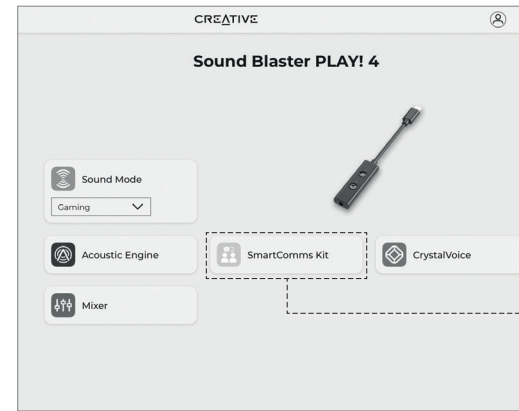 CREATIVE
Sound Blaster PLAY! 4
Sound Mode
Gaming
Acoustic Engine
SmartComms Kit
CrystalVoice
Mixer